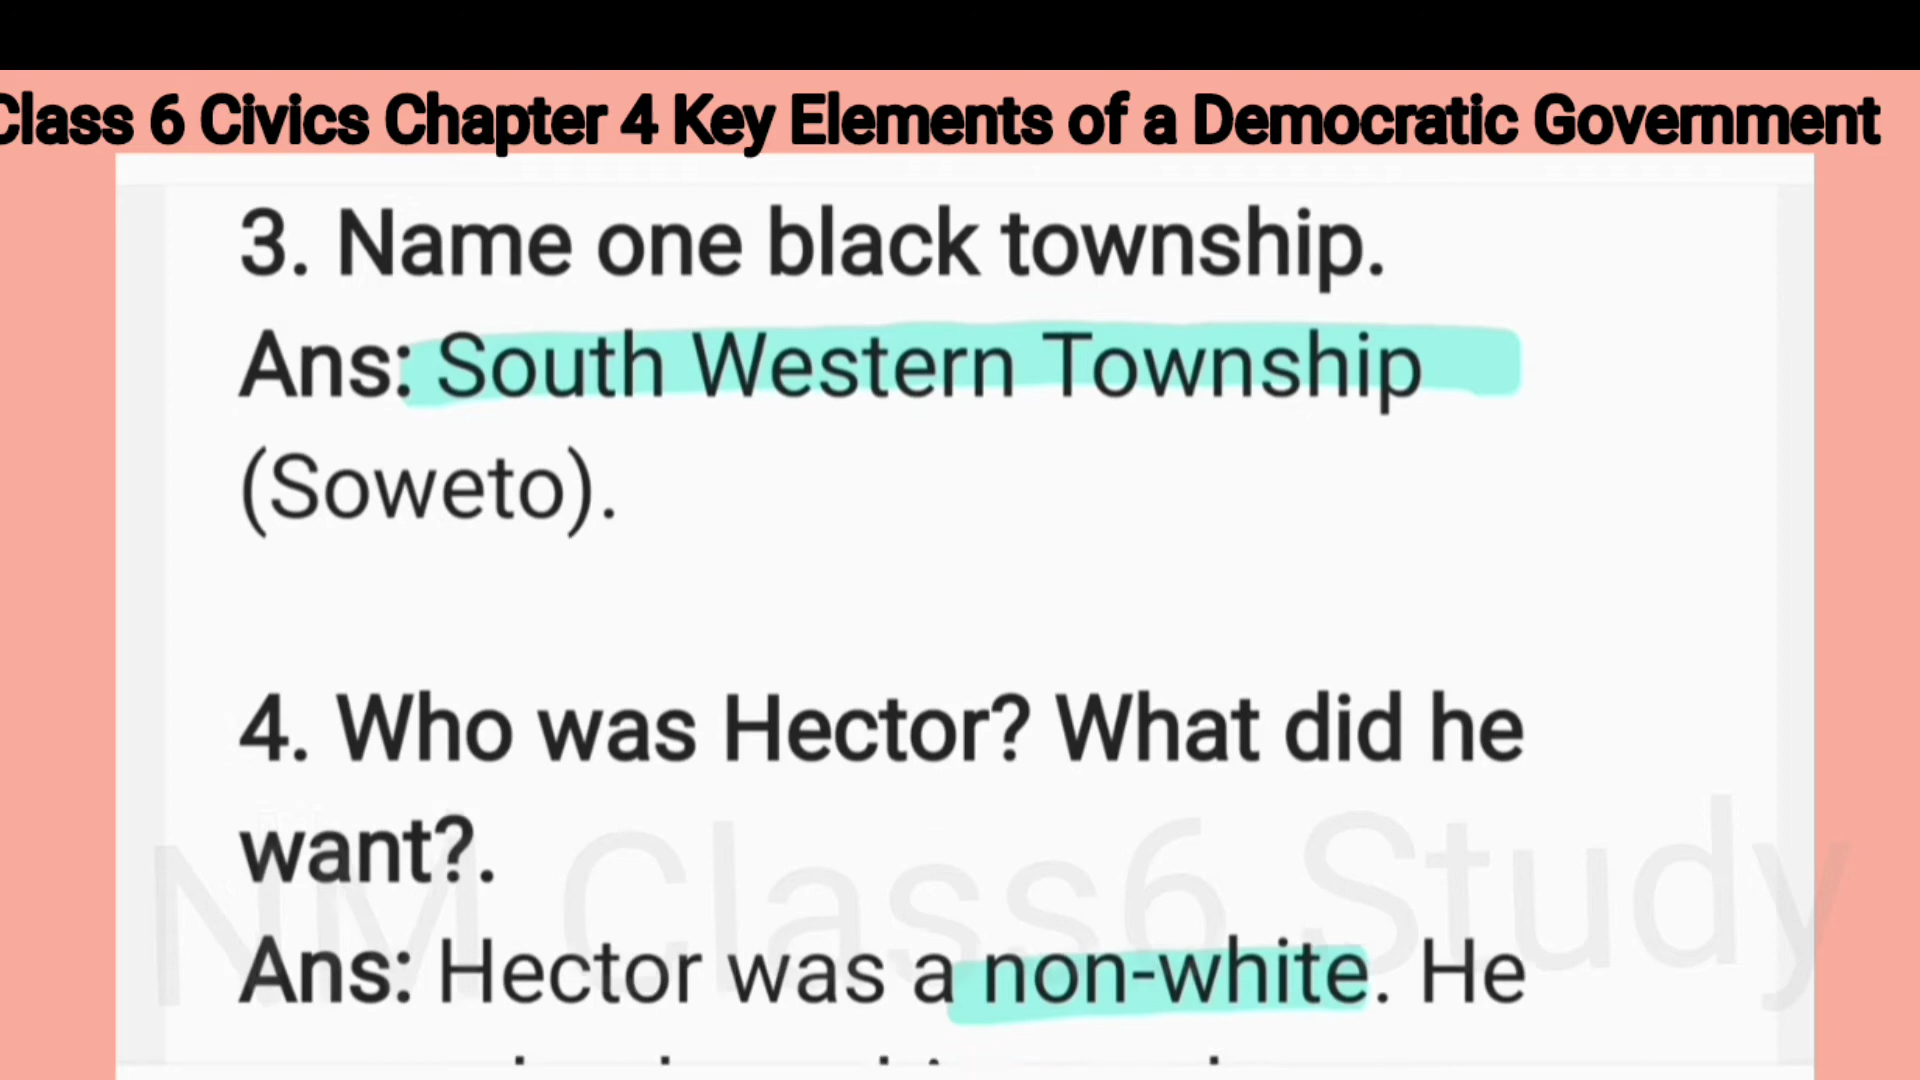 Class 6 Civics Chapter 4 Key Elements of a Democratic Government
3. Name one black township.
Ans: South Western Township
(Soweto).
4. Who was Hector? What did he
want?.
Ans: Hector was a non-white. He
NM Class6 Study